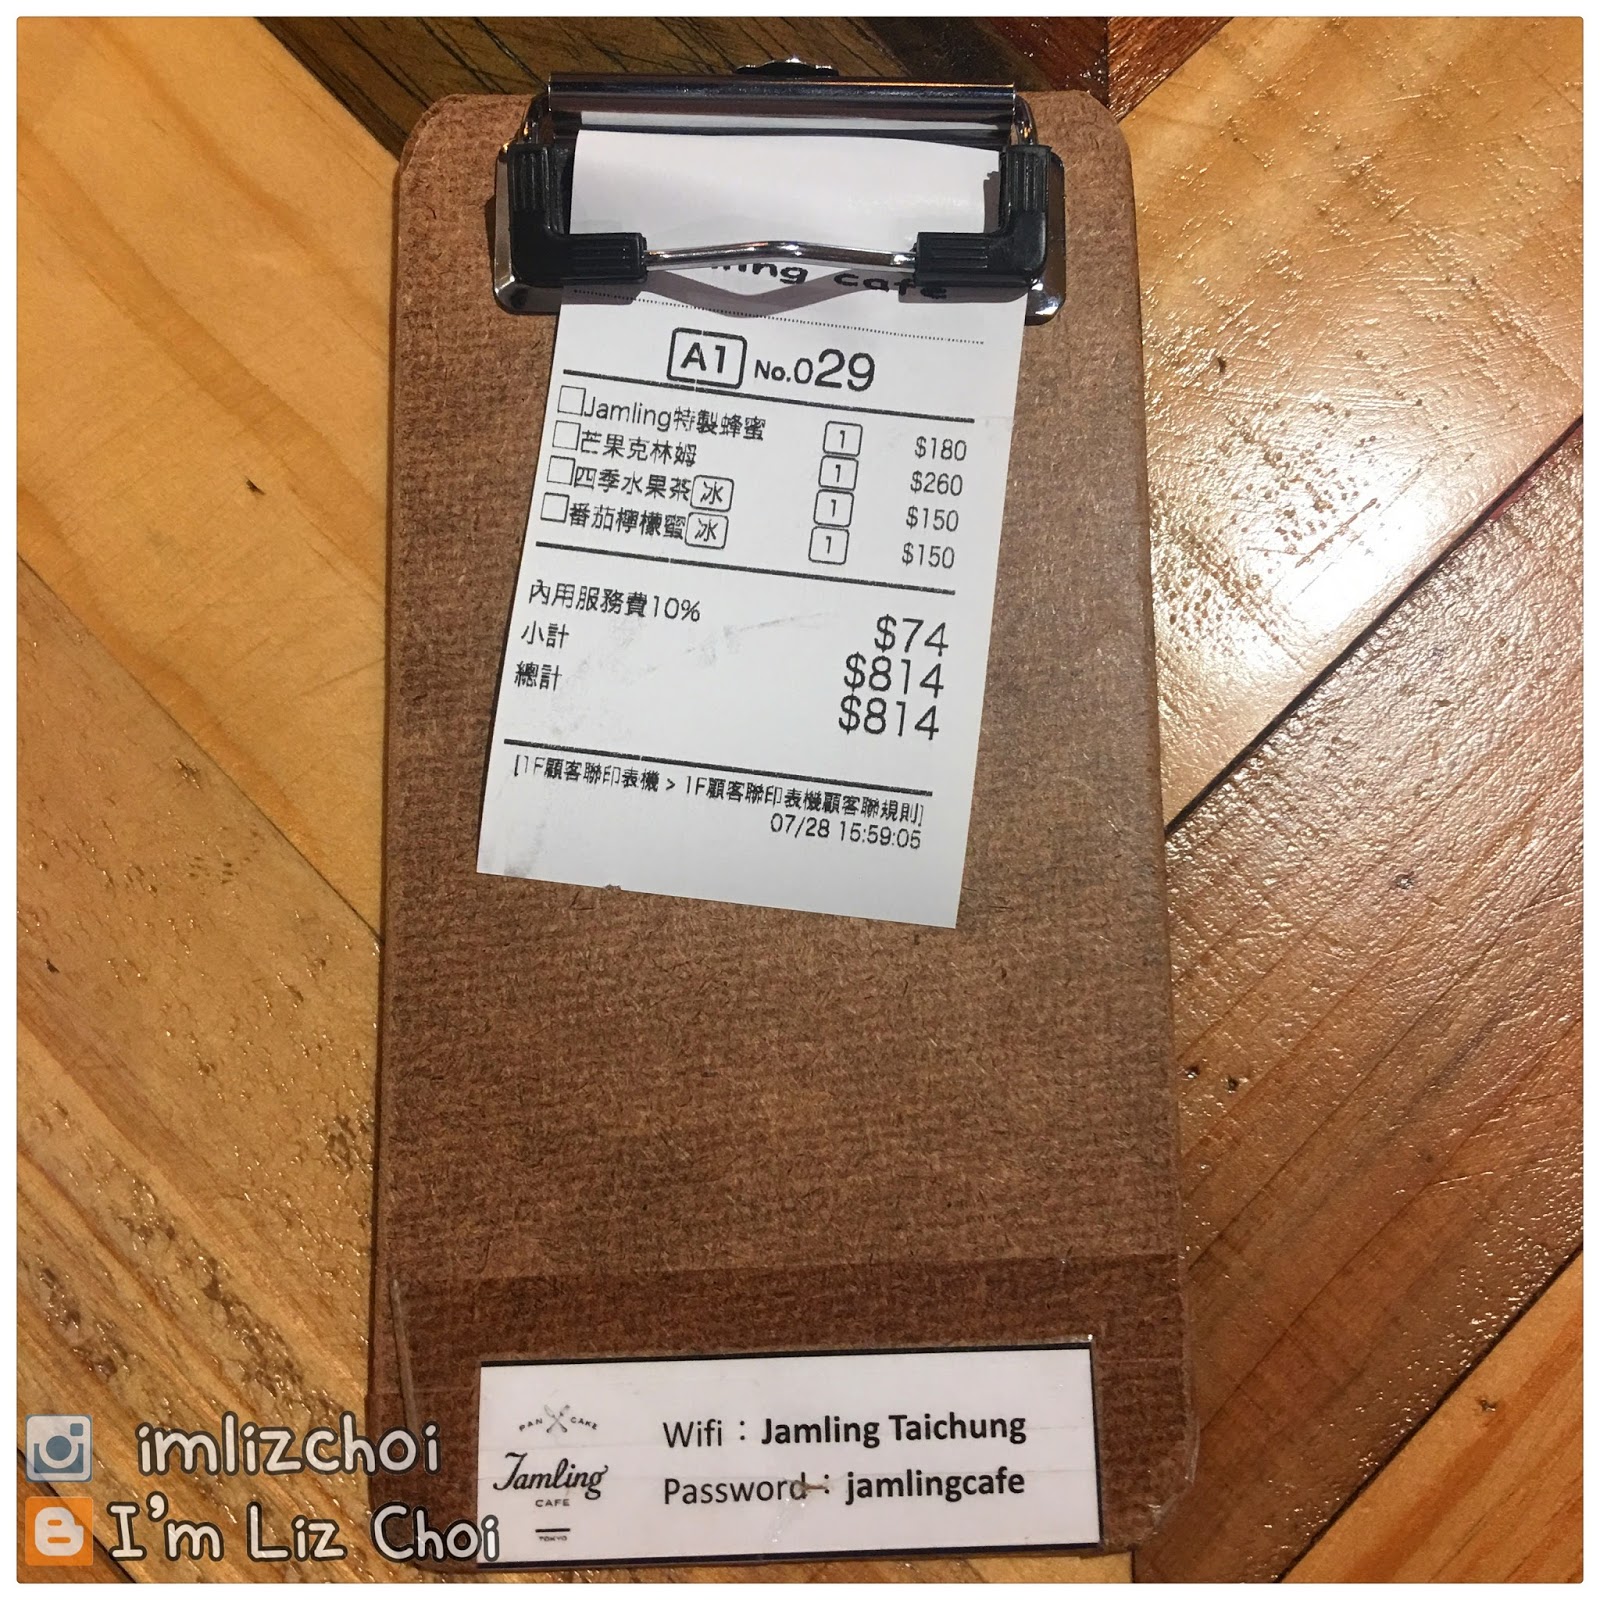 cafe
A1 No.029
Jamling特製蜂蜜 1 $180
芒果克林姆 1 $260
四季水果茶 冰 1 $150
番茄檸檬蜜 冰 1 $150
內用服務費10% $74
小計 $814
總計 $814
[1F顧客聯印表機 > 1F顧客聯印表機顧客聯規則]
07/28 15:59:05
PAN CAKE
Jamling
CAFE
TOKYO
Wifi：Jamling Taichung
Password：jamlingcafe
imlizchoi
I'm Liz Choi